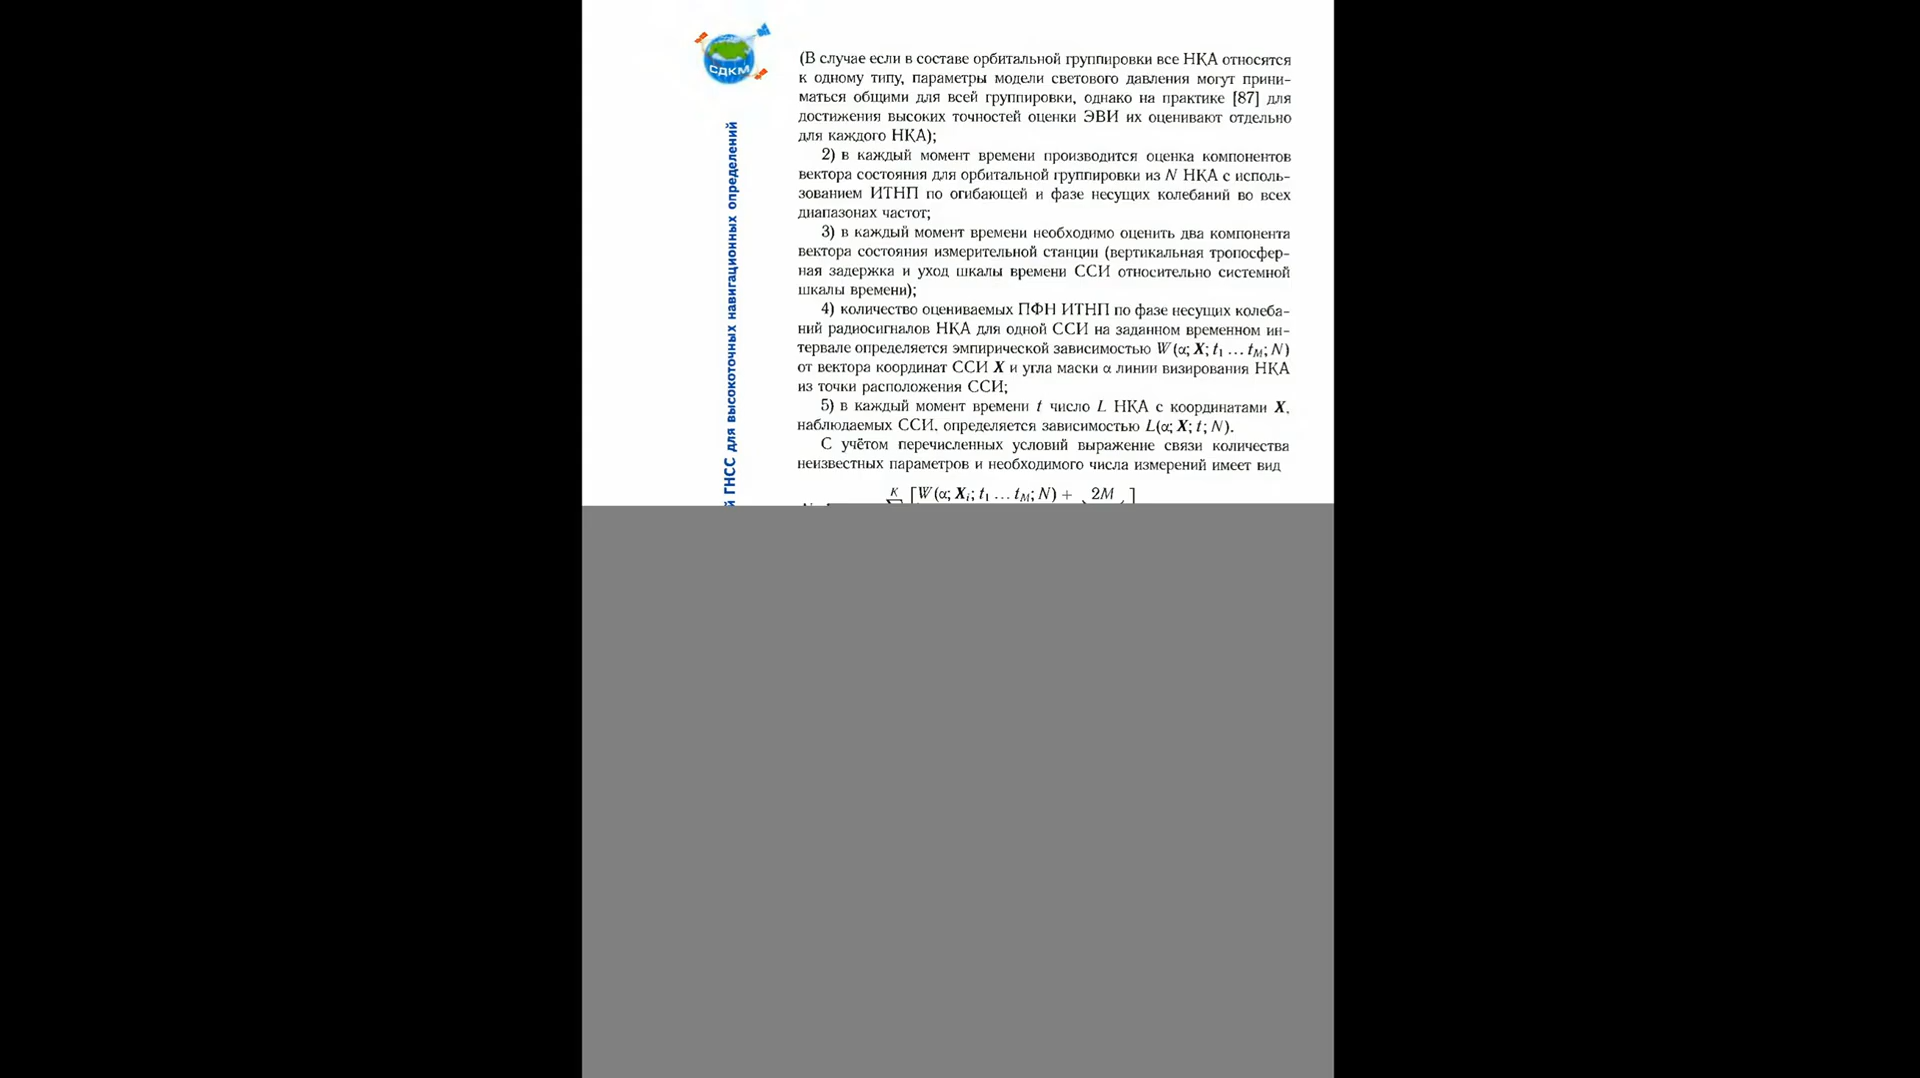 СДКМ
й ГНСС для высокоточных навигационных определений
(В случае если в составе орбитальной группировки все НКА относятся
к одному типу, параметры модели светового давления могут прини-
маться общими для всей группировки, однако на практике [87] для
достижения высоких точностей оценки ЭВИ их оценивают отдельно
для каждого НКА);
2) в каждый момент времени производится оценка компонентов
вектора состояния для орбитальной группировки из N НКА с исполь-
зованием ИТНП по огибающей и фазе несущих колебаний во всех
диапазонах частот;
3) в каждый момент времени необходимо оценить два компонента
вектора состояния измерительной станции (вертикальная тропосфер-
ная задержка и уход шкалы времени ССИ относительно системной
шкалы времени);
4) количество оцениваемых ПФН ИТНП по фазе несущих колеба-
ний радиосигналов НКА для одной ССИ на заданном временном ин-
тервале определяется эмпирической зависимостью W(α; X; t₁ … t_M; N)
от вектора координат ССИ X и угла маски α линии визирования НКА
из точки расположения ССИ;
5) в каждый момент времени t число L НКА с координатами X,
наблюдаемых ССИ, определяется зависимостью L(α; X; t; N).
С учётом перечисленных условий выражение связи количества
неизвестных параметров и необходимого числа измерений имеет вид
K [W(α; X_i; t₁ … t_M; N) + 2M ]